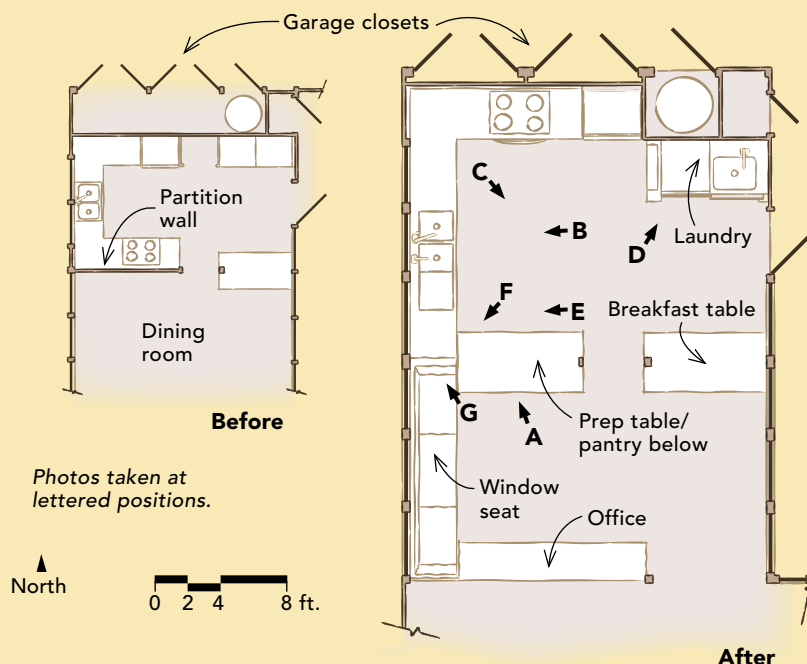 Garage closets
Partition
wall
Dining
room
Before
Photos taken at
lettered positions.
North
0 2 4 8 ft.
C
B
D
Laundry
F
E
Breakfast table
G
A
Prep table/
pantry below
Window
seat
Office
After